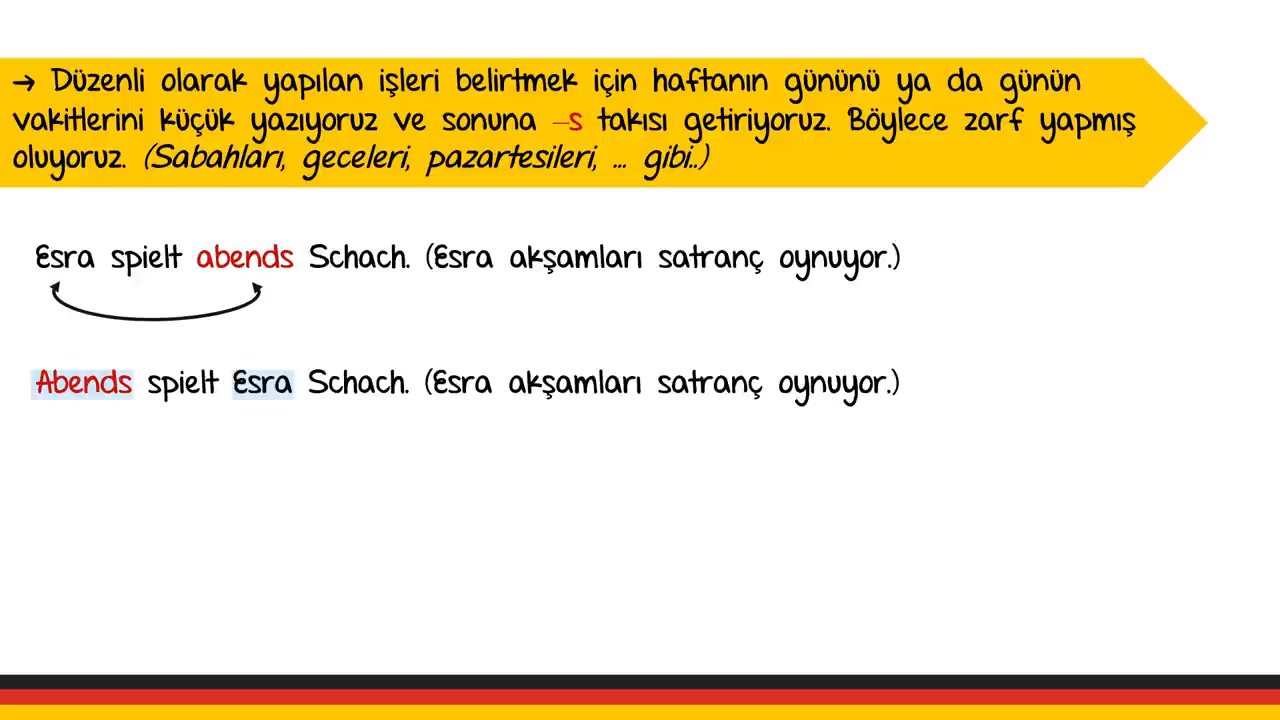 → Düzenli olarak yapılan işleri belirtmek için haftanın gününü ya da günün
vakitlerini küçük yazıyoruz ve sonuna –s takısı getiriyoruz. Böylece zarf yapmış
oluyoruz. (Sabahları, geceleri, pazartesileri, ... gibi..)
Esra spielt abends Schach. (Esra akşamları satranç oynuyor.)
Abends spielt Esra Schach. (Esra akşamları satranç oynuyor.)